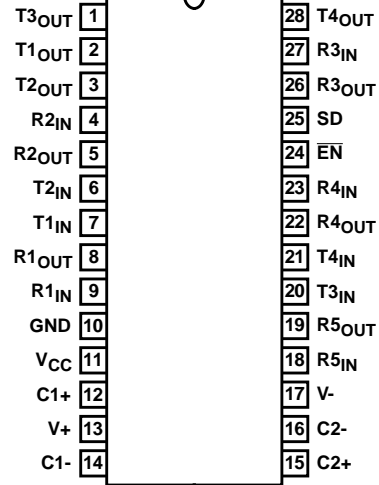 T3OUT 1 28 T4OUT
T1OUT 2 27 R3IN
T2OUT 3 26 R3OUT
R2IN 4 25 SD
R2OUT 5 24 E̅N̅
T2IN 6 23 R4IN
T1IN 7 22 R4OUT
R1OUT 8 21 T4IN
R1IN 9 20 T3IN
GND 10 19 R5OUT
VCC 11 18 R5IN
C1+ 12 17 V-
V+ 13 16 C2-
C1- 14 15 C2+